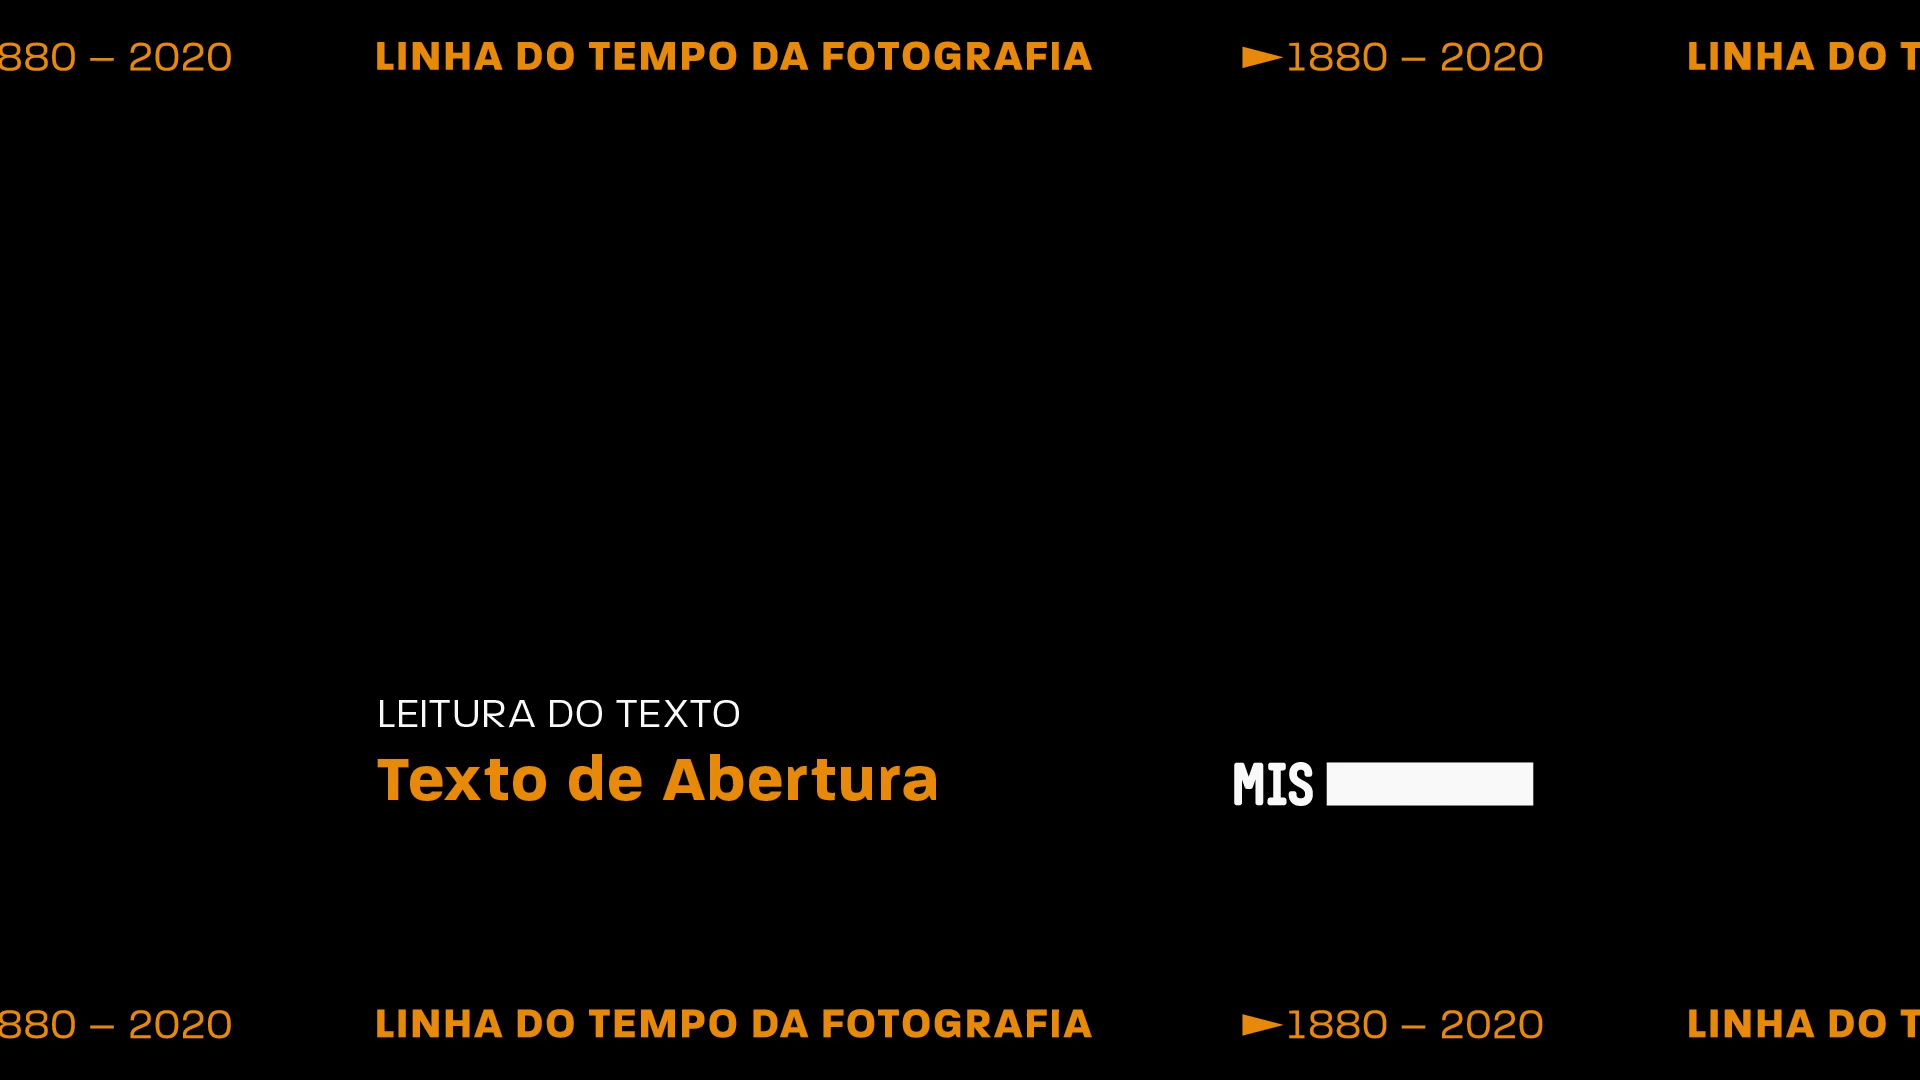 880 – 2020 LINHA DO TEMPO DA FOTOGRAFIA ►1880 – 2020 LINHA DO T
LEITURA DO TEXTO
Texto de Abertura
MIS
880 – 2020 LINHA DO TEMPO DA FOTOGRAFIA ►1880 – 2020 LINHA DO T